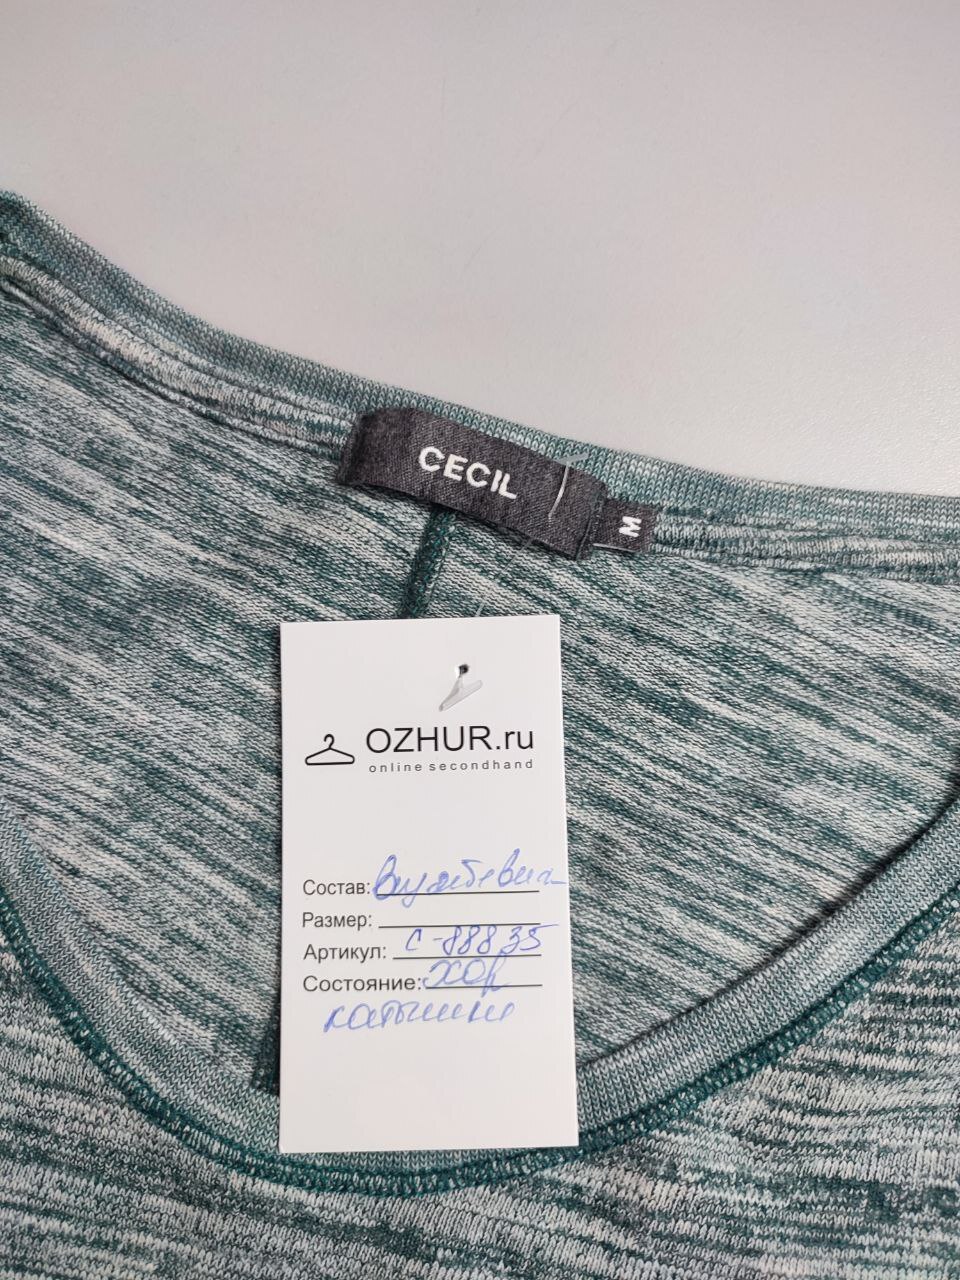 CECIL
M
OZHUR.ru
online secondhand
Состав:
Размер:
Артикул: С-88835
Состояние: хор
катышки